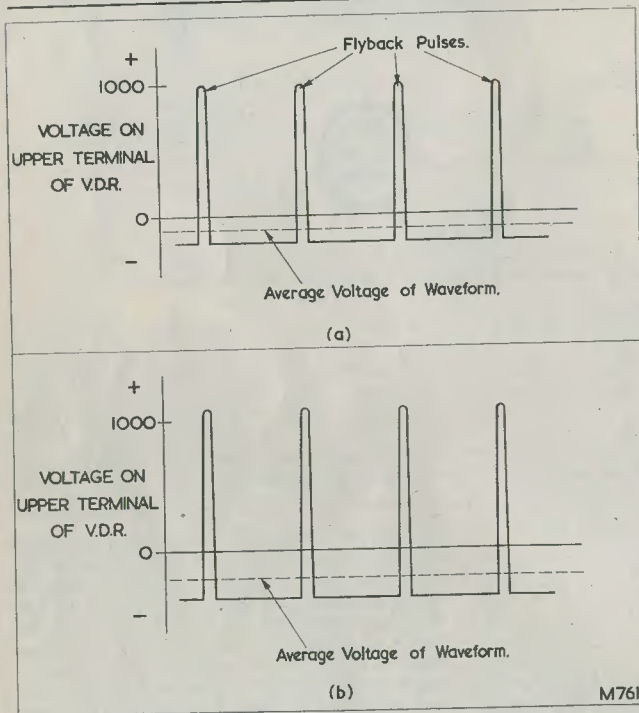 Flyback Pulses.
+
1000
VOLTAGE ON
UPPER TERMINAL
OF V.D.R.
0
−
Average Voltage of Waveform.
(a)
+
1000
VOLTAGE ON
UPPER TERMINAL
OF V.D.R.
0
−
Average Voltage of Waveform.
(b)
M761